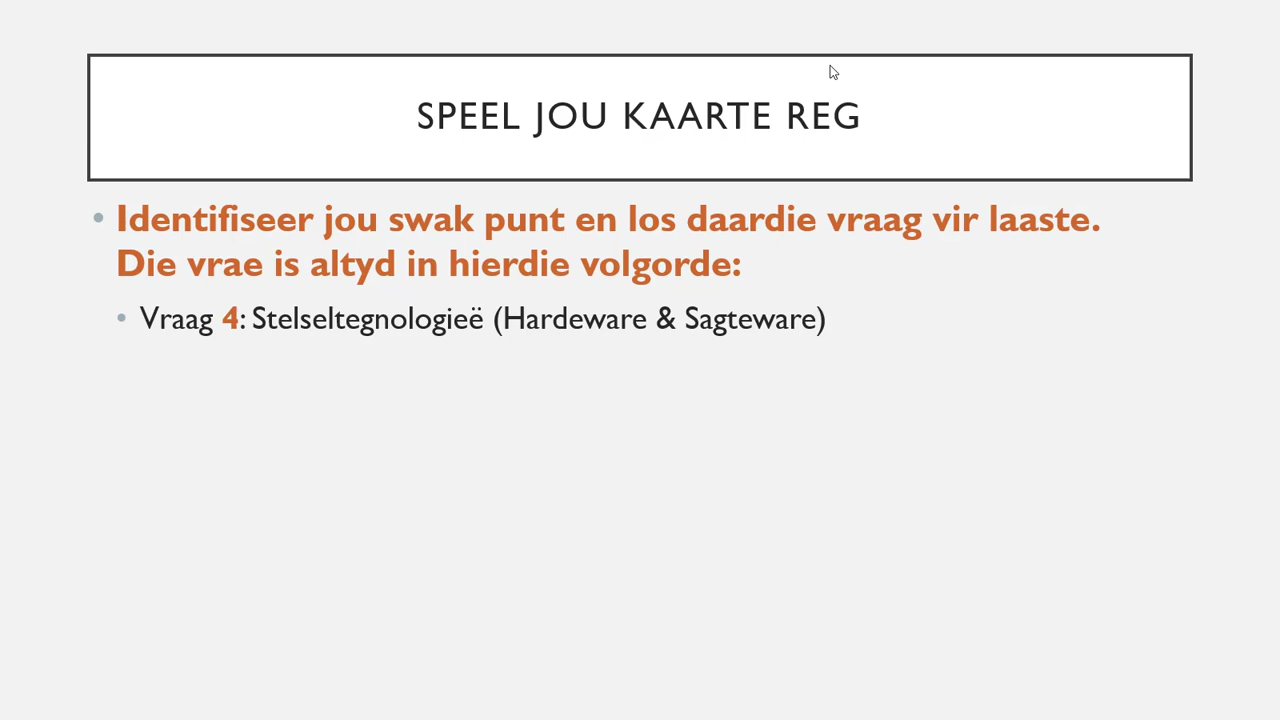 SPEEL JOU KAARTE REG
• Identifiseer jou swak punt en los daardie vraag vir laaste.
Die vrae is altyd in hierdie volgorde:
• Vraag 4: Stelseltegnologieë (Hardeware & Sagteware)